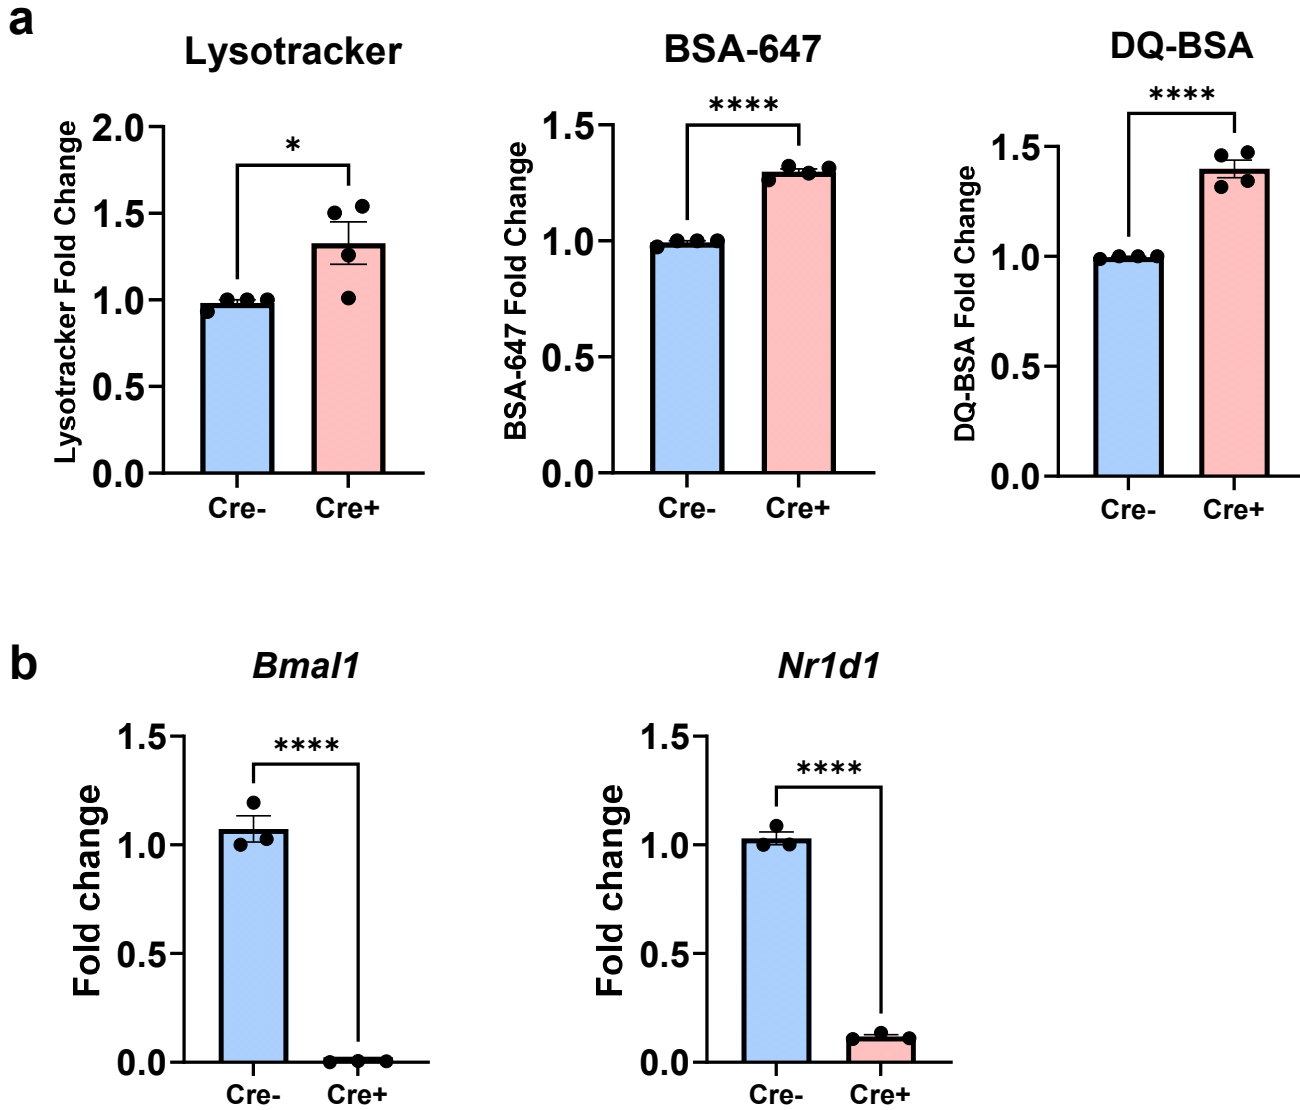 a
Lysotracker
Lysotracker Fold Change
2.0
1.5
1.0
0.5
0.0
*
Cre- Cre+
BSA-647
BSA-647 Fold Change
1.5
1.0
0.5
0.0
****
Cre- Cre+
DQ-BSA
DQ-BSA Fold Change
1.5
1.0
0.5
0.0
****
Cre- Cre+
b
Bmal1
Fold change
1.5
1.0
0.5
0.0
****
Cre- Cre+
Nr1d1
Fold change
1.5
1.0
0.5
0.0
****
Cre- Cre+